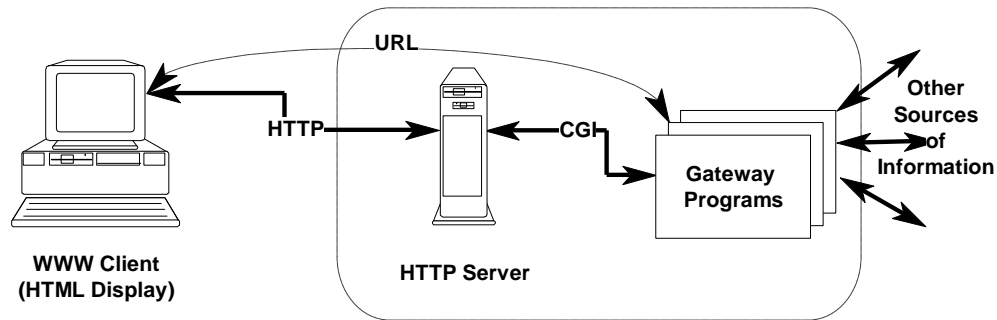 URL
HTTP
CGI
Other
Sources
of
Information
Gateway
Programs
WWW Client
(HTML Display)
HTTP Server